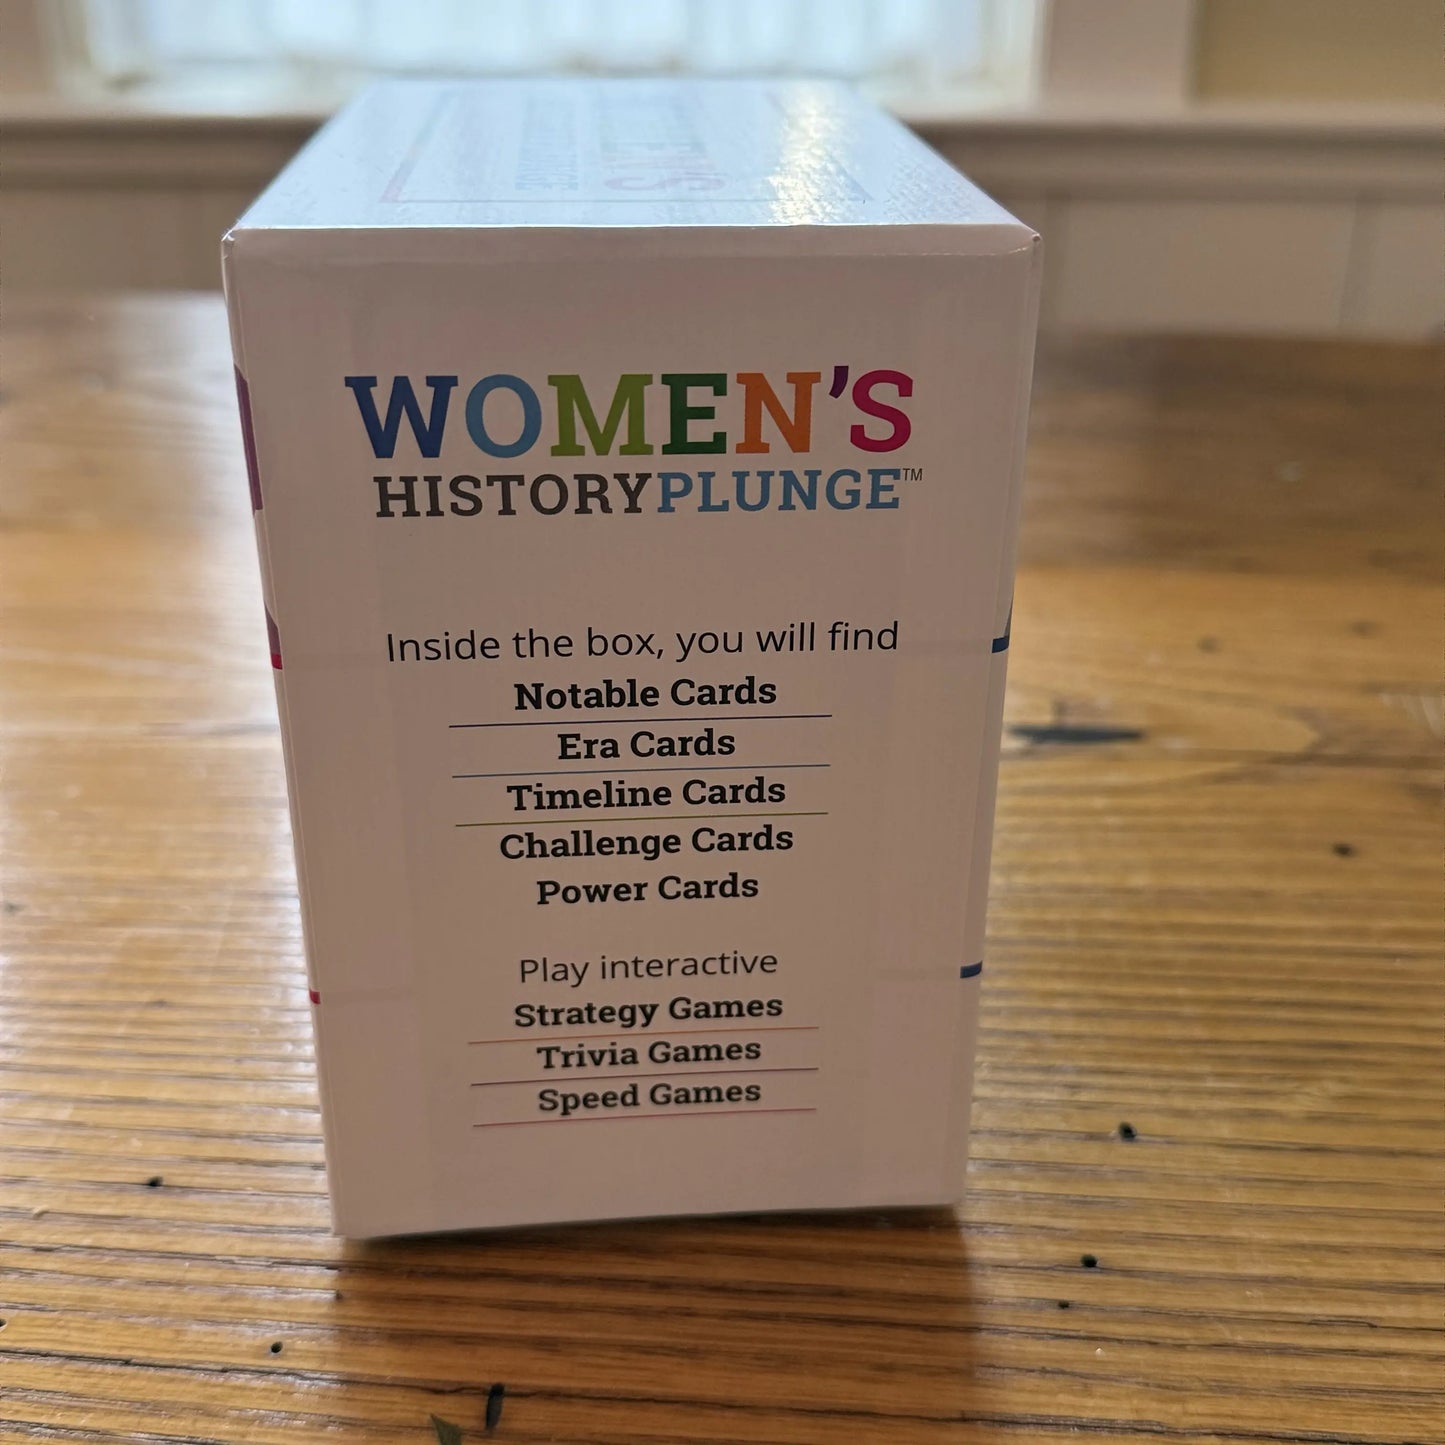 WOMEN'S
HISTORYPLUNGE™
Inside the box, you will find
Notable Cards
Era Cards
Timeline Cards
Challenge Cards
Power Cards
Play interactive
Strategy Games
Trivia Games
Speed Games